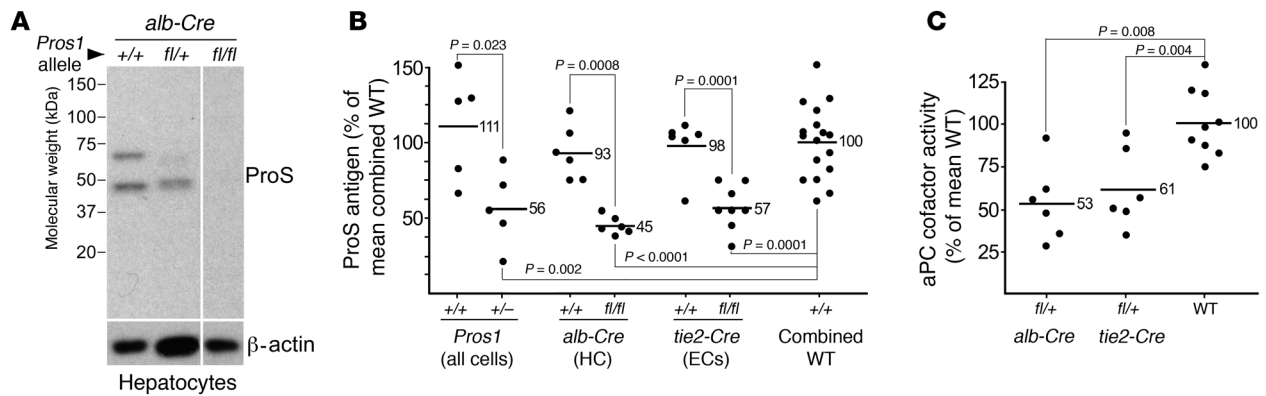 A
alb-Cre
Pros1
allele
+/+ fl/+ fl/fl
Molecular weight (kDa)
150
100
75
50
37
20
ProS
β-actin
Hepatocytes
B
ProS antigen (% of
mean combined WT)
150
100
50
P = 0.023
P = 0.0008
P = 0.0001
111
56
93
45
98
57
100
P = 0.0001
P < 0.0001
P = 0.002
+/+ +/− +/+ fl/fl +/+ fl/fl +/+
Pros1 alb-Cre tie2-Cre Combined
(all cells) (HC) (ECs) WT
C
aPC cofactor activity
(% of mean WT)
125
100
75
50
25
P = 0.008
P = 0.004
53
61
100
fl/+ fl/+ WT
alb-Cre tie2-Cre